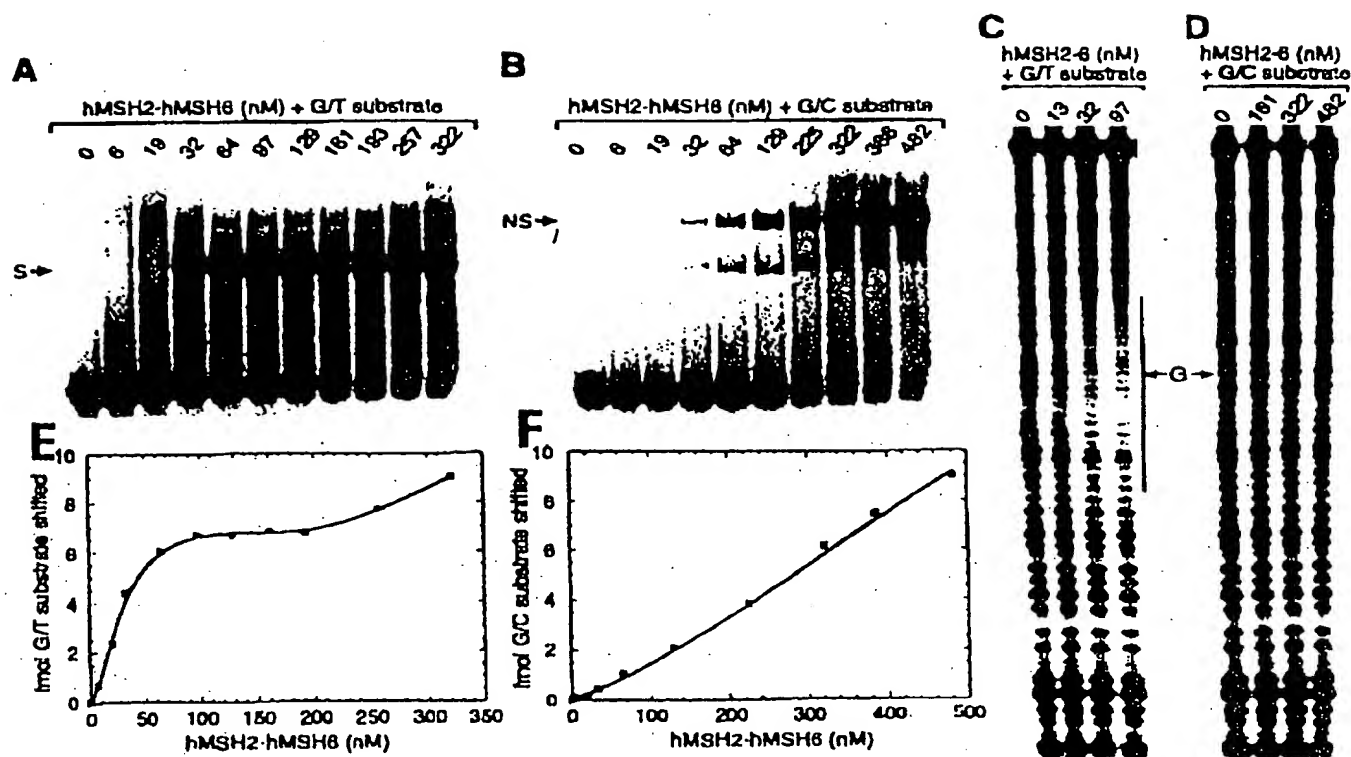 A
hMSH2-hMSH6 (nM) + G/T substrate
0 6 19 32 64 97 129 161 193 257 322
S
B
hMSH2-hMSH6 (nM) + G/C substrate
0 6 19 32 64 129 225 322 386 482
NS
C
hMSH2-6 (nM)
+ G/T substrate
0 13 32 97
D
hMSH2-6 (nM)
+ G/C substrate
0 161 322 482
G
E
fmol G/T substrate shifted
10
8
6
4
2
0
0 50 100 150 200 250 300 350
hMSH2-hMSH6 (nM)
F
fmol G/C substrate shifted
10
8
6
4
2
0
0 100 200 300 400 500
hMSH2-hMSH6 (nM)